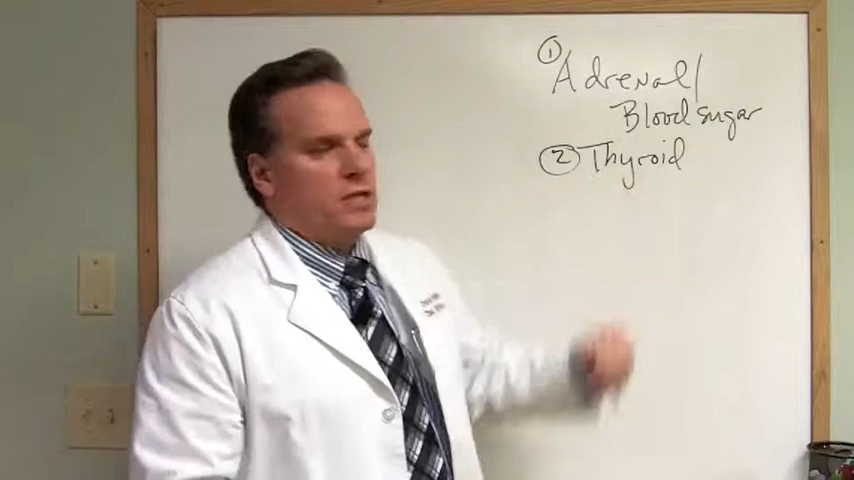 ① Adrenal/
Blood sugar
② Thyroid